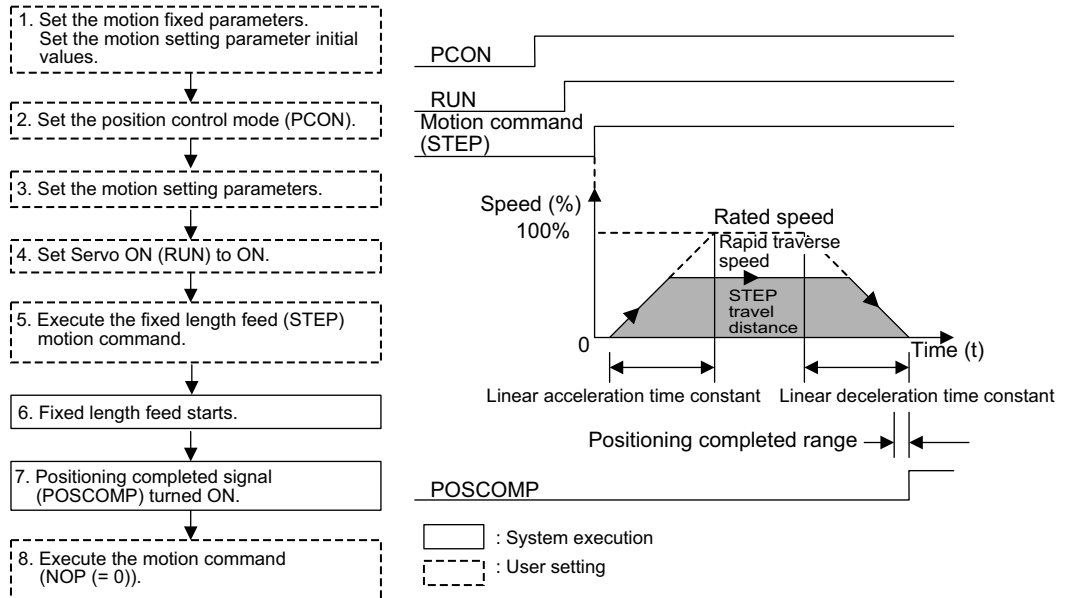 1. Set the motion fixed parameters.
Set the motion setting parameter initial
values.
2. Set the position control mode (PCON).
3. Set the motion setting parameters.
4. Set Servo ON (RUN) to ON.
5. Execute the fixed length feed (STEP)
motion command.
6. Fixed length feed starts.
7. Positioning completed signal
(POSCOMP) turned ON.
8. Execute the motion command
(NOP (= 0)).
PCON
RUN
Motion command
(STEP)
Speed (%)
100%
Rated speed
Rapid traverse
speed
STEP
travel
distance
0
Time (t)
Linear acceleration time constant
Linear deceleration time constant
Positioning completed range
POSCOMP
: System execution
: User setting